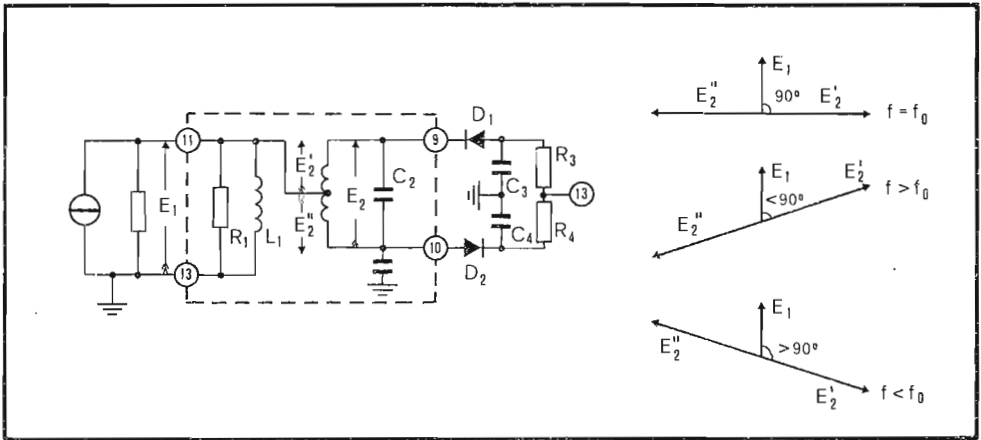 11
13
E1
R1
L1
E2'
E2"
E2
C2
9
10
D1
D2
C3
C4
R3
R4
13
E1
E2" 90° E2' f = f0
E1 E2'
<90° f > f0
E2"
E1
E2" >90°
E2' f < f0